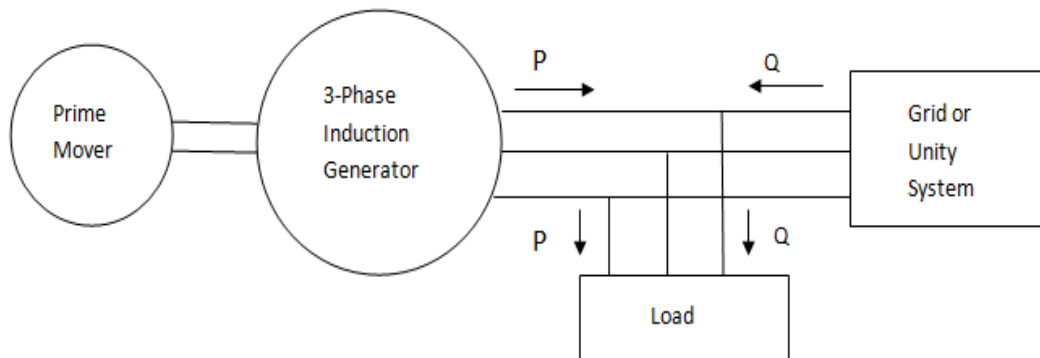 Prime
Mover
3-Phase
Induction
Generator
P
Q
Grid or
Unity
System
P
Q
Load